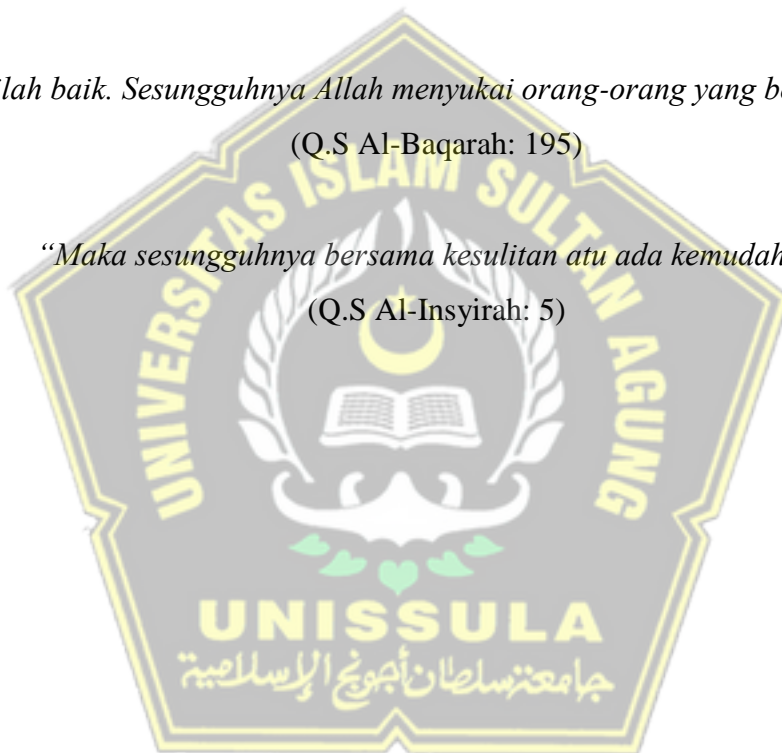 lah baik. Sesungguhnya Allah menyukai orang-orang yang be
(Q.S Al-Baqarah: 195)
“Maka sesungguhnya bersama kesulitan atu ada kemudah
(Q.S Al-Insyirah: 5)
UNIVERSITAS ISLAM SULTAN AGUNG
UNISSULA
جامعة سلطان أجونج الإسلامية